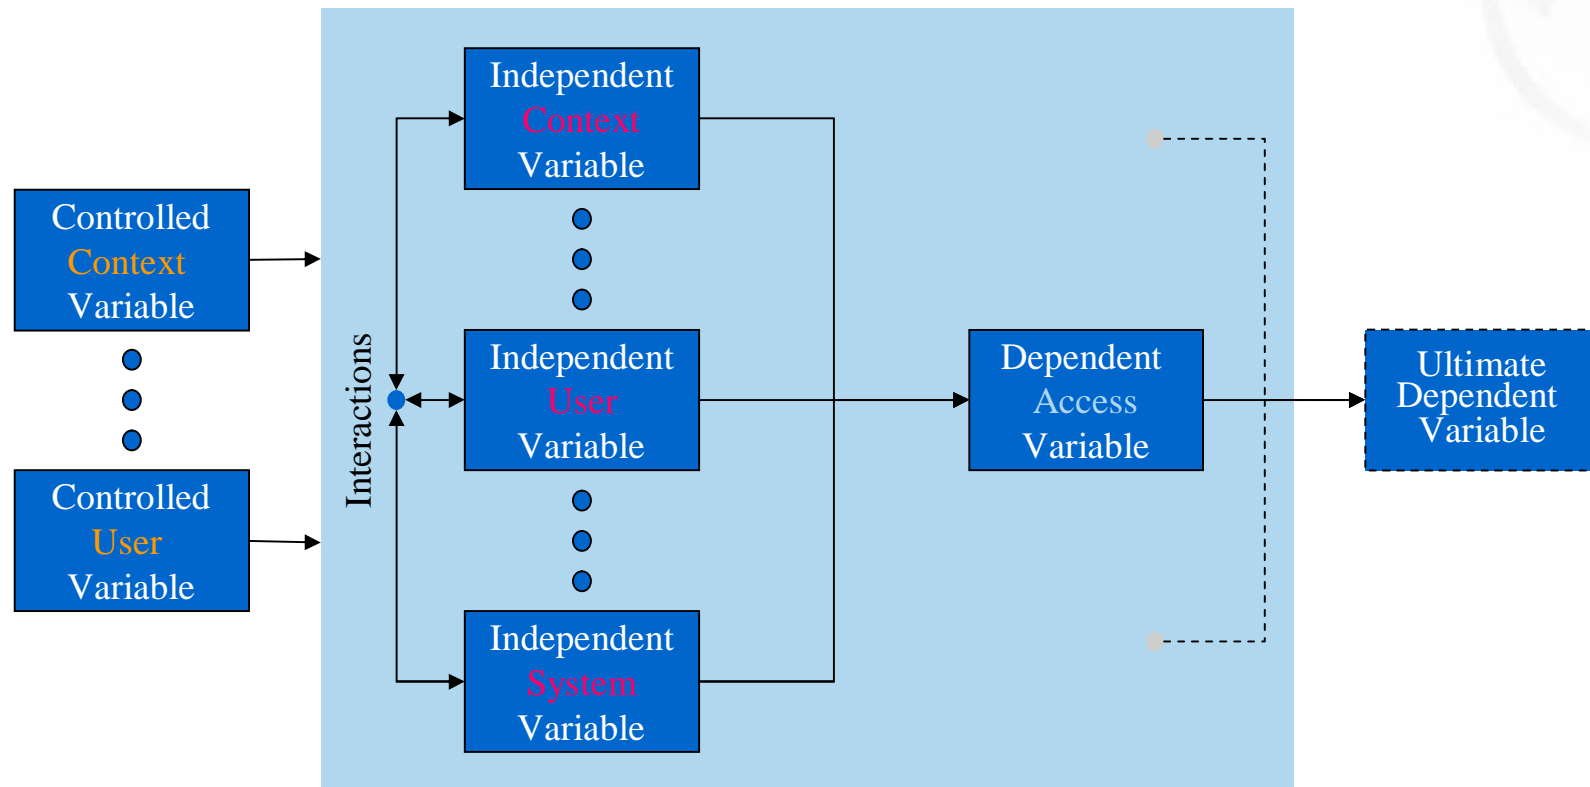 Controlled
Context
Variable
Controlled
User
Variable
Interactions
Independent
Context
Variable
Independent
User
Variable
Independent
System
Variable
Dependent
Access
Variable
Ultimate
Dependent
Variable